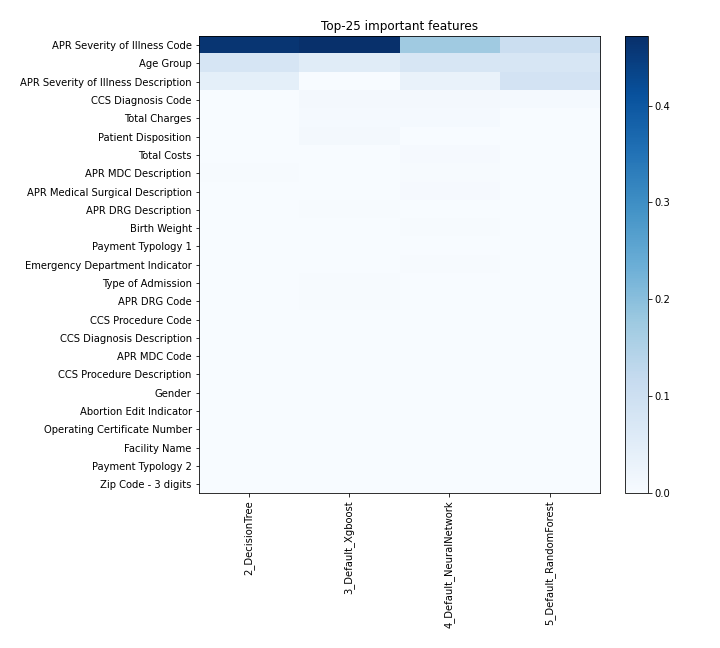 Top-25 important features
APR Severity of Illness Code
Age Group
APR Severity of Illness Description
CCS Diagnosis Code
Total Charges
Patient Disposition
Total Costs
APR MDC Description
APR Medical Surgical Description
APR DRG Description
Birth Weight
Payment Typology 1
Emergency Department Indicator
Type of Admission
APR DRG Code
CCS Procedure Code
CCS Diagnosis Description
APR MDC Code
CCS Procedure Description
Gender
Abortion Edit Indicator
Operating Certificate Number
Facility Name
Payment Typology 2
Zip Code - 3 digits
2_DecisionTree
3_Default_Xgboost
4_Default_NeuralNetwork
5_Default_RandomForest
0.4
0.3
0.2
0.1
0.0